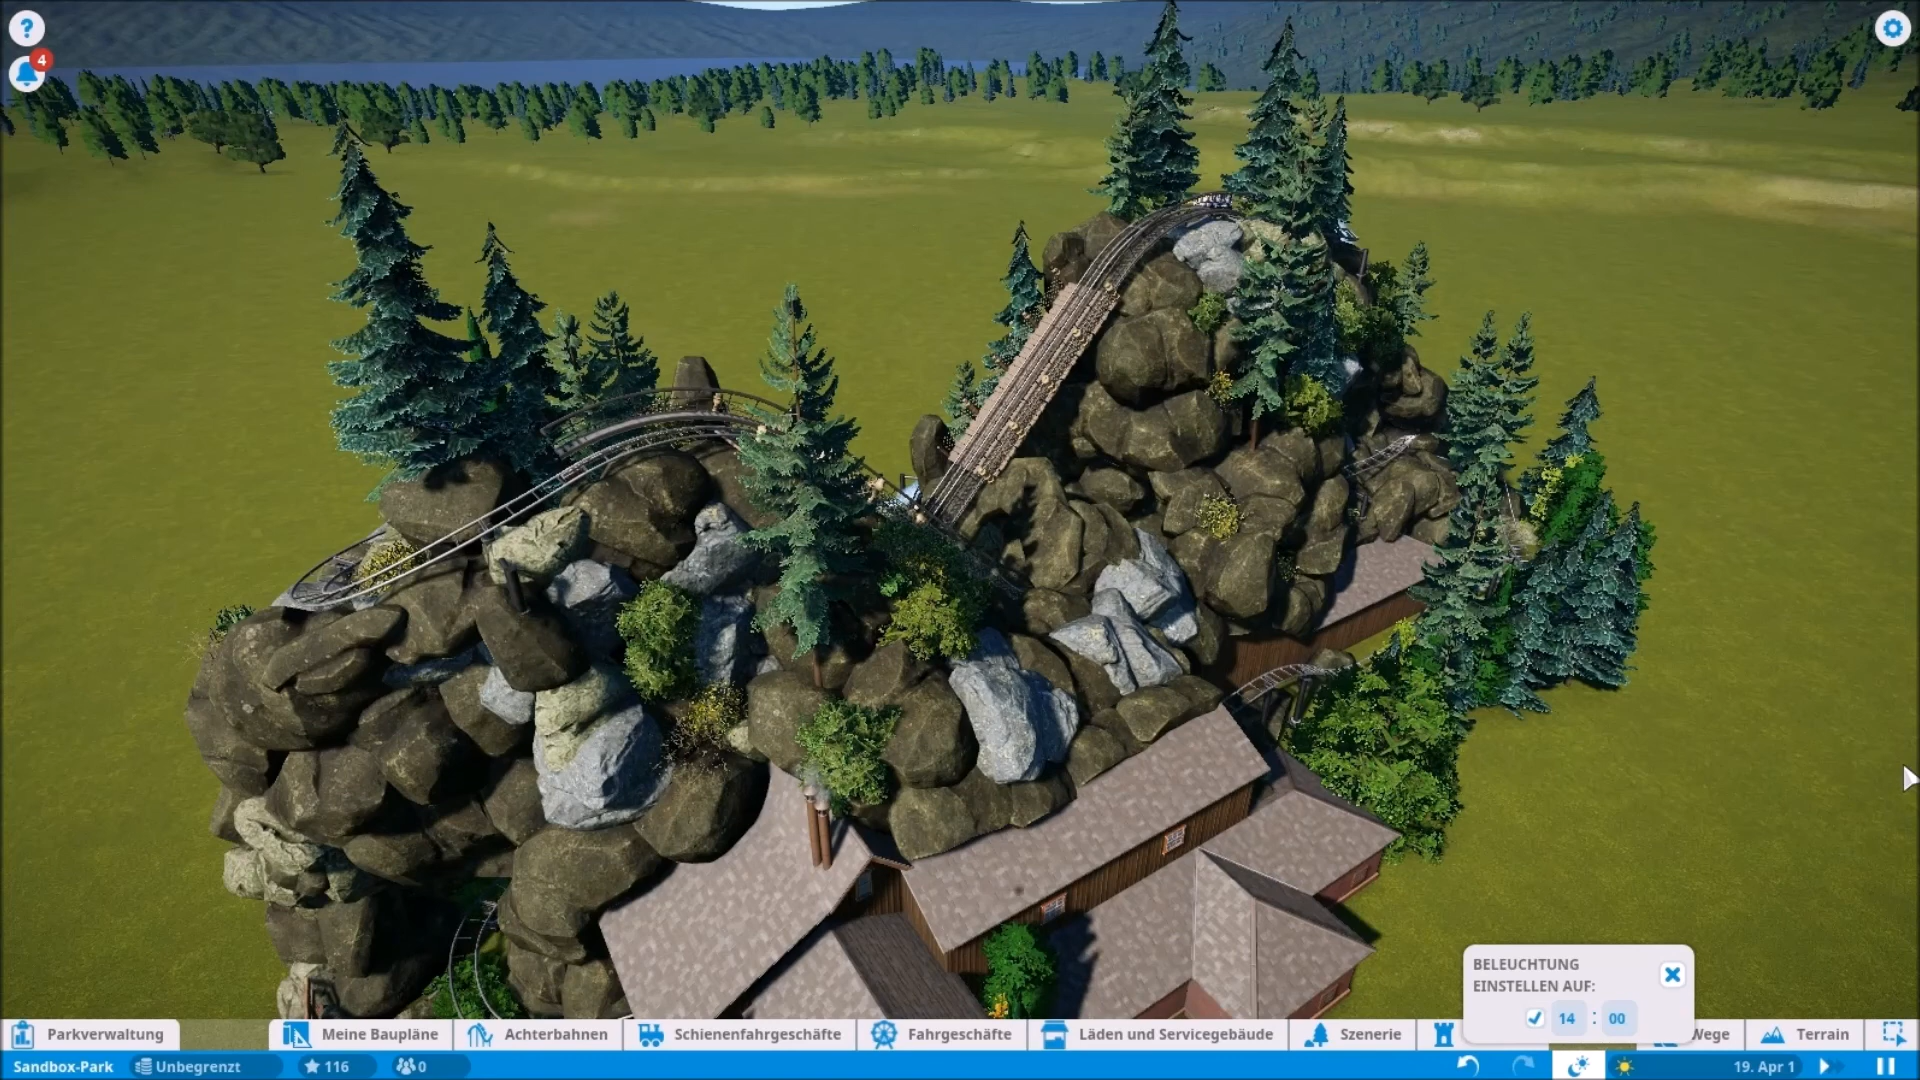 ?
4
BELEUCHTUNG
EINSTELLEN AUF:
14 : 00
Parkverwaltung
Meine Baupläne
Achterbahnen
Schienenfahrgeschäfte
Fahrgeschäfte
Läden und Servicegebäude
Szenerie
Wege
Terrain
Sandbox-Park
Unbegrenzt
116
0
19. Apr 1